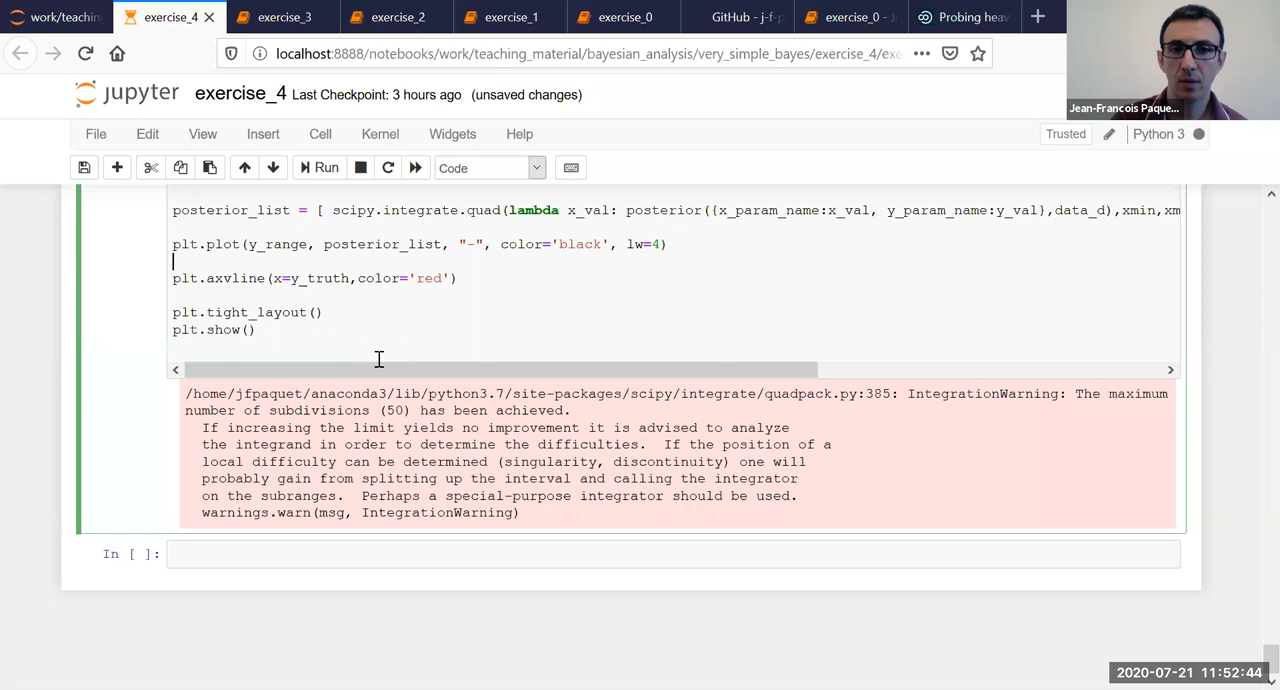 work/teachin
exercise_4
exercise_3
exercise_2
exercise_1
exercise_0
GitHub - j-f-p
exercise_0 - J
Probing heav
localhost:8888/notebooks/work/teaching_material/bayesian_analysis/very_simple_bayes/exercise_4/exe
Jean-Francois Paque...
jupyter exercise_4 Last Checkpoint: 3 hours ago (unsaved changes)
File Edit View Insert Cell Kernel Widgets Help
Trusted Python 3
Run Code
posterior_list = [ scipy.integrate.quad(lambda x_val: posterior({x_param_name:x_val, y_param_name:y_val},data_d),xmin,xm
plt.plot(y_range, posterior_list, "-", color='black', lw=4)
plt.axvline(x=y_truth,color='red')
plt.tight_layout()
plt.show()
/home/jfpaquet/anaconda3/lib/python3.7/site-packages/scipy/integrate/quadpack.py:385: IntegrationWarning: The maximum
number of subdivisions (50) has been achieved.
If increasing the limit yields no improvement it is advised to analyze
the integrand in order to determine the difficulties. If the position of a
local difficulty can be determined (singularity, discontinuity) one will
probably gain from splitting up the interval and calling the integrator
on the subranges. Perhaps a special-purpose integrator should be used.
warnings.warn(msg, IntegrationWarning)
In [ ]:
2020-07-21 11:52:44